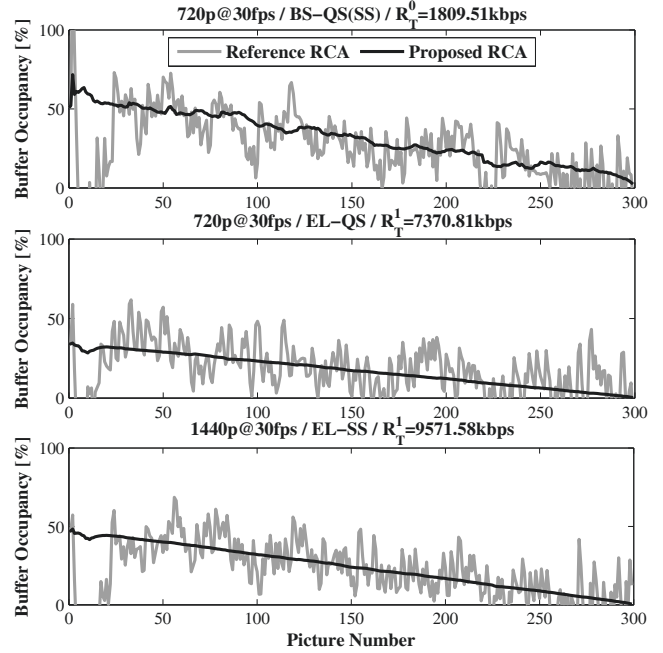 720p@30fps / BS−QS(SS) / R_T^0=1809.51kbps
Reference RCA
Proposed RCA
Buffer Occupancy [%]
100
50
0
0 50 100 150 200 250 300
720p@30fps / EL−QS / R_T^1=7370.81kbps
Buffer Occupancy [%]
100
50
0
0 50 100 150 200 250 300
1440p@30fps / EL−SS / R_T^1=9571.58kbps
Buffer Occupancy [%]
100
50
0
0 50 100 150 200 250 300
Picture Number